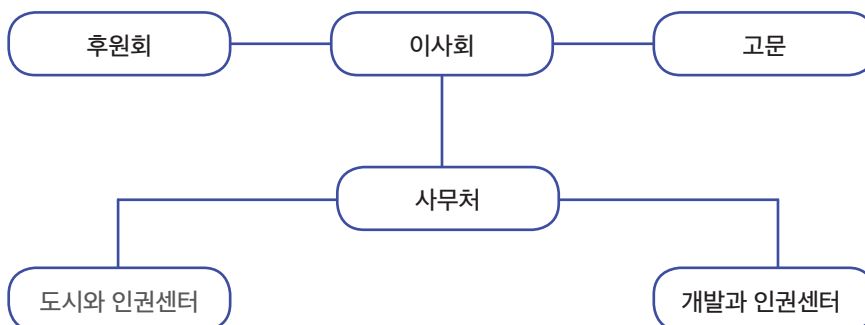 후원회
이사회
고문
사무처
도시와 인권센터
개발과 인권센터